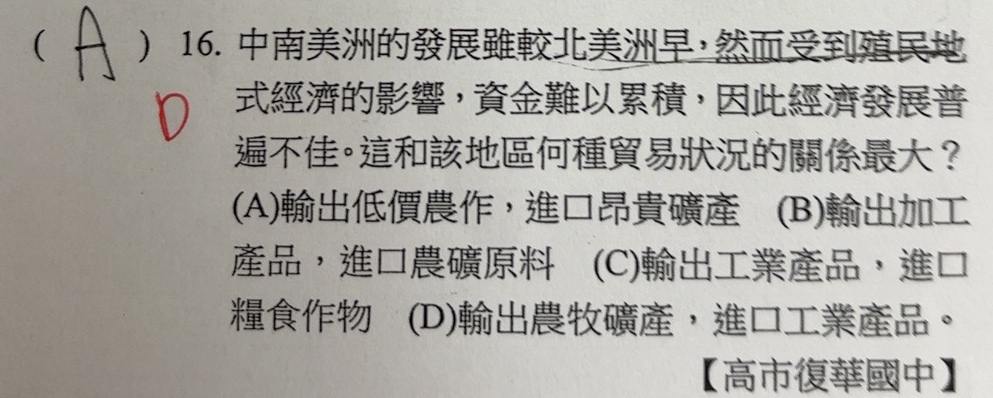 ( A ) 16. 中南美洲的發展雖較北美洲早，然而受到殖民地
D 式經濟的影響，資金難以累積，因此經濟發展普
遍不佳。這和該地區何種貿易狀況的關係最大？
(A)輸出低價農作，進口昂貴礦產 (B)輸出加工
產品，進口農礦原料 (C)輸出工業產品，進口
糧食作物 (D)輸出農牧礦產，進口工業產品。
【高市復華國中】